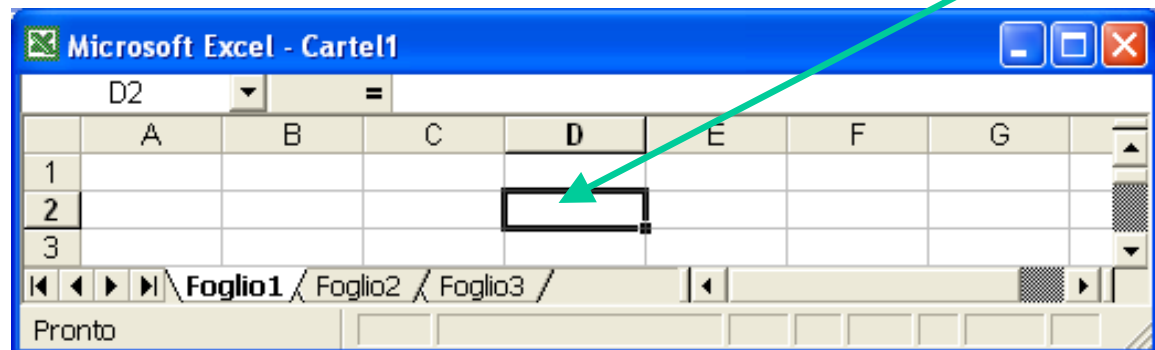 Microsoft Excel - Cartel1
D2 =
A B C D E F G
1
2
3
Foglio1 Foglio2 Foglio3
Pronto